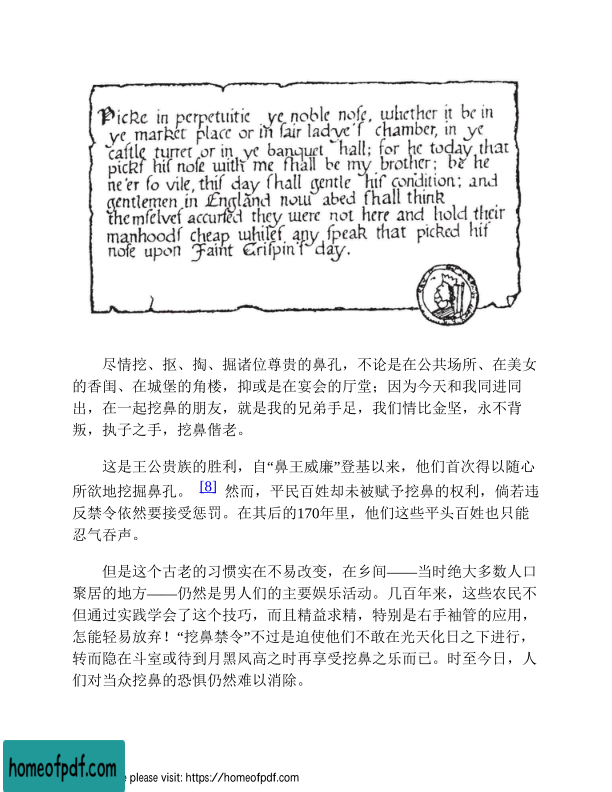 Picke in perpetuitie ye noble nose, whether it be in
ye market place or in fair ladye's chamber, in ye
castle turret or in ye banquet hall; for he today that
picks his nose with me shall be my brother; be he
ne'er so vile, this day shall gentle his condition; and
gentlemen in England now abed shall think
themselves accursed they were not here and hold their
manhoods cheap whiles any speak that picked his
nose upon Saint Crispin's day.
尽情挖、抠、掏、掘诸位尊贵的鼻孔，不论是在公共场所、在美女
的香闺、在城堡的角楼，抑或是在宴会的厅堂；因为今天和我同进同
出，在一起挖鼻的朋友，就是我的兄弟手足，我们情比金坚，永不背
叛，执子之手，挖鼻偕老。
这是王公贵族的胜利，自“鼻王威廉”登基以来，他们首次得以随心
所欲地挖掘鼻孔。 [8] 然而，平民百姓却未被赋予挖鼻的权利，倘若违
反禁令依然要接受惩罚。在其后的170年里，他们这些平头百姓也只能
忍气吞声。
但是这个古老的习惯实在不易改变，在乡间——当时绝大多数人口
聚居的地方——仍然是男人们的主要娱乐活动。几百年来，这些农民不
但通过实践学会了这个技巧，而且精益求精，特别是右手袖管的应用，
怎能轻易放弃！“挖鼻禁令”不过是迫使他们不敢在光天化日之下进行，
转而隐在斗室或待到月黑风高之时再享受挖鼻之乐而已。时至今日，人
们对当众挖鼻的恐惧仍然难以消除。
homeofpdf.com
e please visit: https://homeofpdf.com